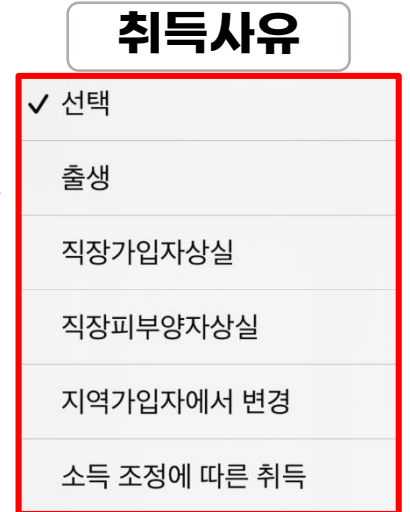 취득사유
✓ 선택
출생
직장가입자상실
직장피부양자상실
지역가입자에서 변경
소득 조정에 따른 취득